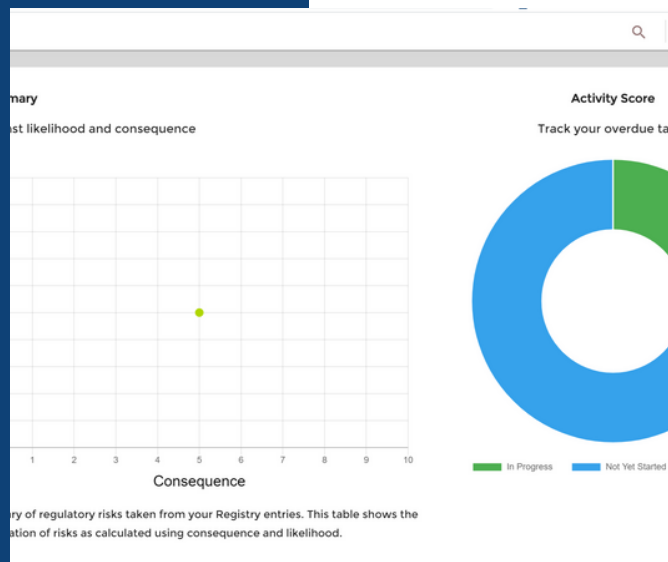 mary
st likelihood and consequence
1 2 3 4 5 6 7 8 9 10
Consequence
ry of regulatory risks taken from your Registry entries. This table shows the
ation of risks as calculated using consequence and likelihood.
Activity Score
Track your overdue ta
In Progress Not Yet Started